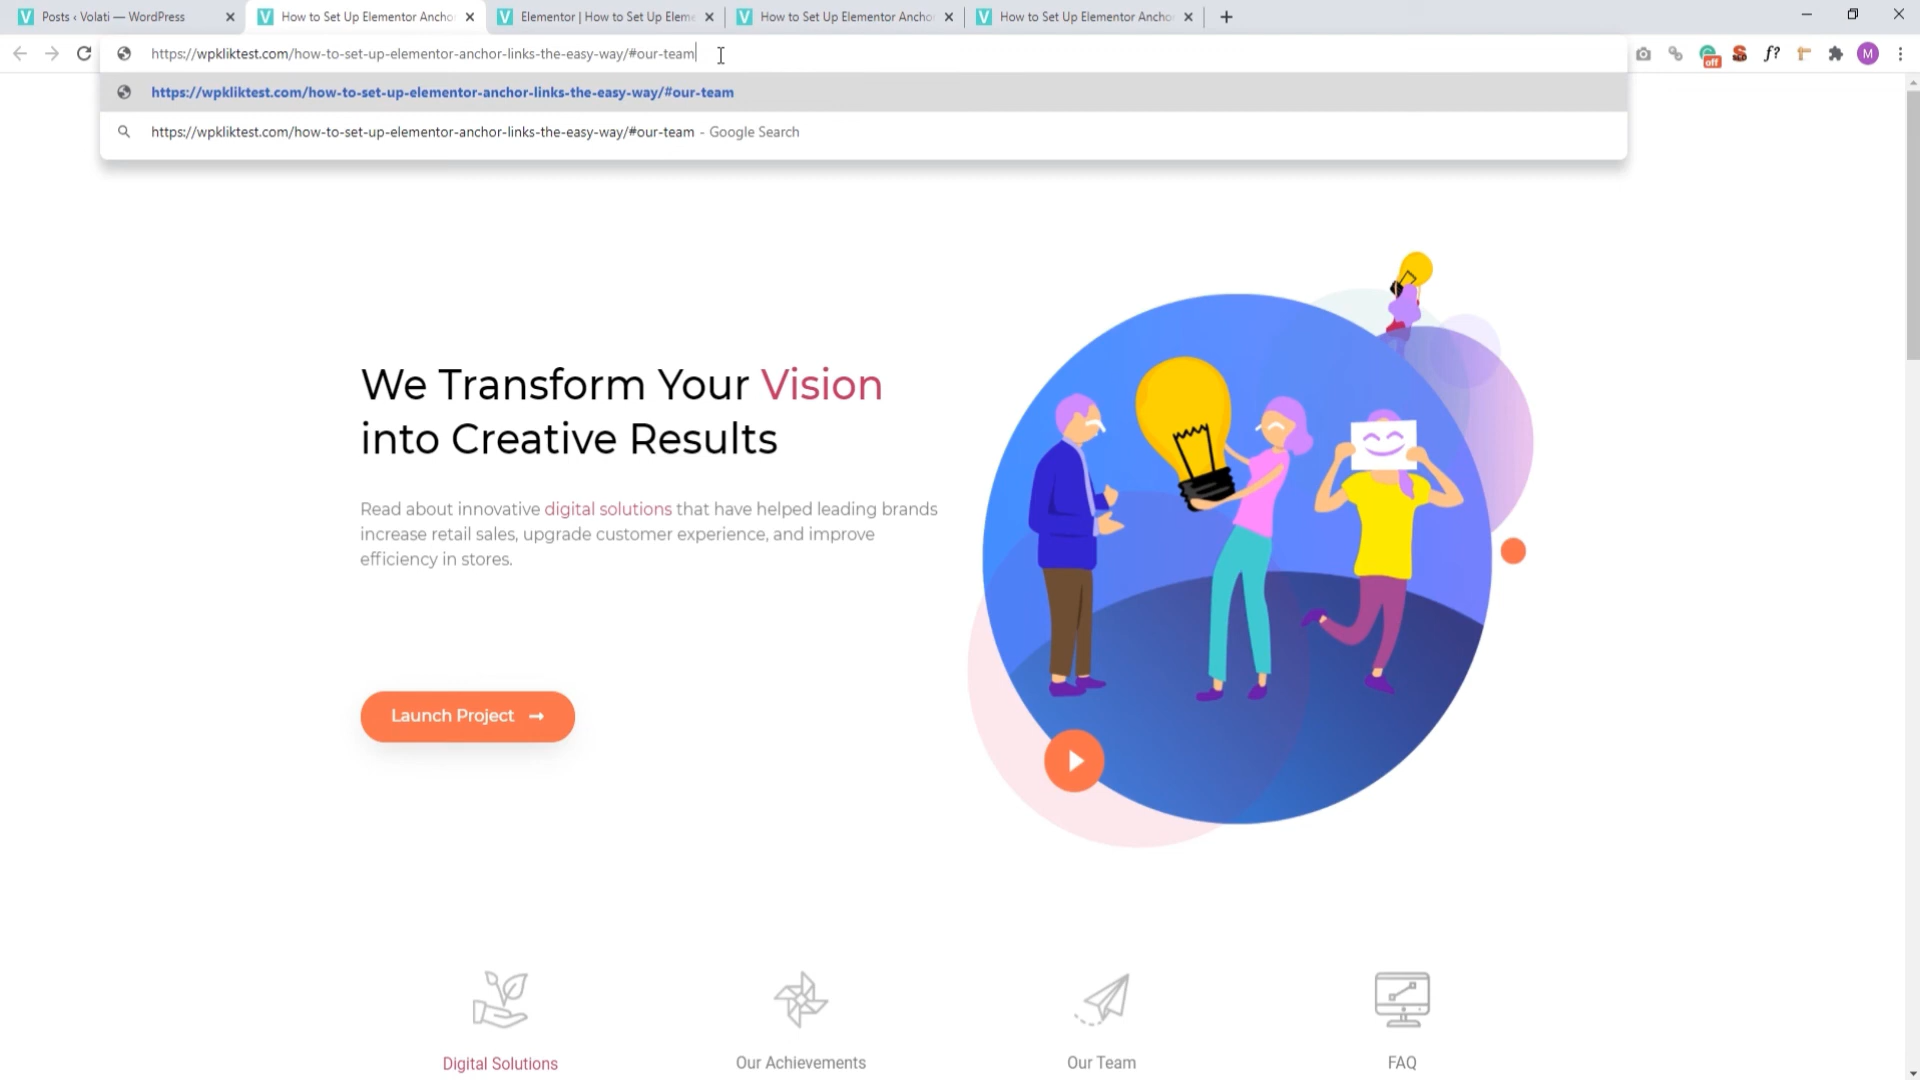 Posts ‹ Volati — WordPress
How to Set Up Elementor Ancho
Elementor | How to Set Up Elem
How to Set Up Elementor Ancho
How to Set Up Elementor Ancho
https://wpkliktest.com/how-to-set-up-elementor-anchor-links-the-easy-way/#our-team
off
f?
M
https://wpkliktest.com/how-to-set-up-elementor-anchor-links-the-easy-way/#our-team
https://wpkliktest.com/how-to-set-up-elementor-anchor-links-the-easy-way/#our-team - Google Search
We Transform Your Vision
into Creative Results
Read about innovative digital solutions that have helped leading brands
increase retail sales, upgrade customer experience, and improve
efficiency in stores.
Launch Project
Digital Solutions
Our Achievements
Our Team
FAQ